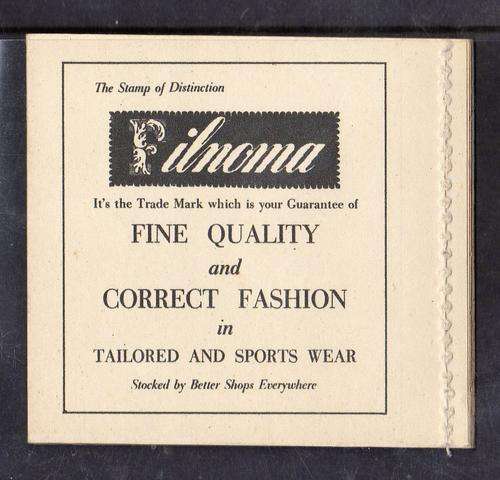 The Stamp of Distinction
Filnoma
It's the Trade Mark which is your Guarantee of
FINE QUALITY
and
CORRECT FASHION
in
TAILORED AND SPORTS WEAR
Stocked by Better Shops Everywhere